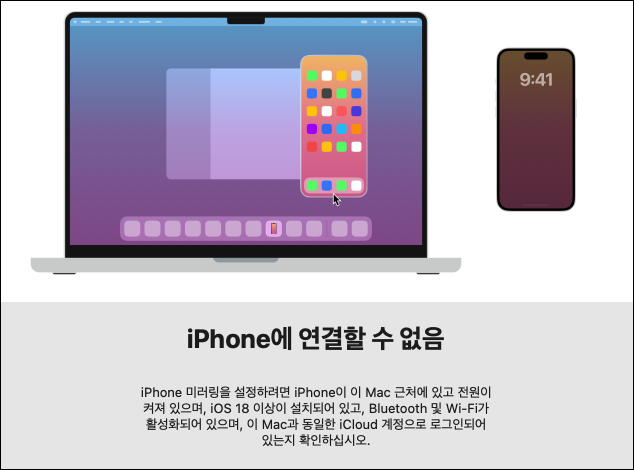 9:41
iPhone에 연결할 수 없음
iPhone 미러링을 설정하려면 iPhone이 이 Mac 근처에 있고 전원이
켜져 있으며, iOS 18 이상이 설치되어 있고, Bluetooth 및 Wi-Fi가
활성화되어 있으며, 이 Mac과 동일한 iCloud 계정으로 로그인되어
있는지 확인하십시오.